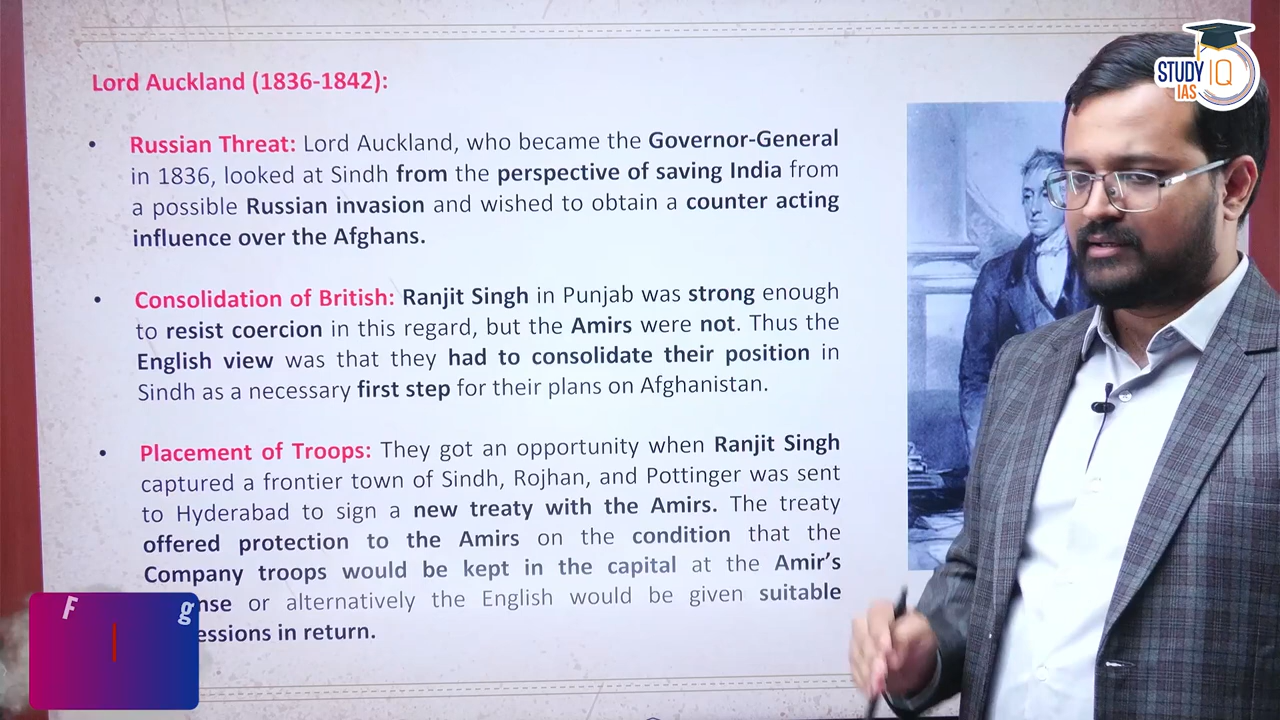 Lord Auckland (1836-1842):
• Russian Threat: Lord Auckland, who became the Governor-General
in 1836, looked at Sindh from the perspective of saving India from
a possible Russian invasion and wished to obtain a counter acting
influence over the Afghans.
• Consolidation of British: Ranjit Singh in Punjab was strong enough
to resist coercion in this regard, but the Amirs were not. Thus the
English view was that they had to consolidate their position in
Sindh as a necessary first step for their plans on Afghanistan.
• Placement of Troops: They got an opportunity when Ranjit Singh
captured a frontier town of Sindh, Rojhan, and Pottinger was sent
to Hyderabad to sign a new treaty with the Amirs. The treaty
offered protection to the Amirs on the condition that the
Company troops would be kept in the capital at the Amir's
nse or alternatively the English would be given suitable
essions in return.
F g
STUDY IQ
IAS